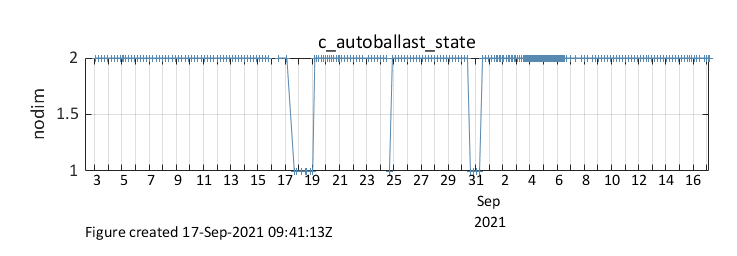 c_autoballast_state
nodim
2
1.5
1
3 5 7 9 11 13 15 17 19 21 23 25 27 29 31 2 4 6 8 10 12 14 16
Sep
2021
Figure created 17-Sep-2021 09:41:13Z